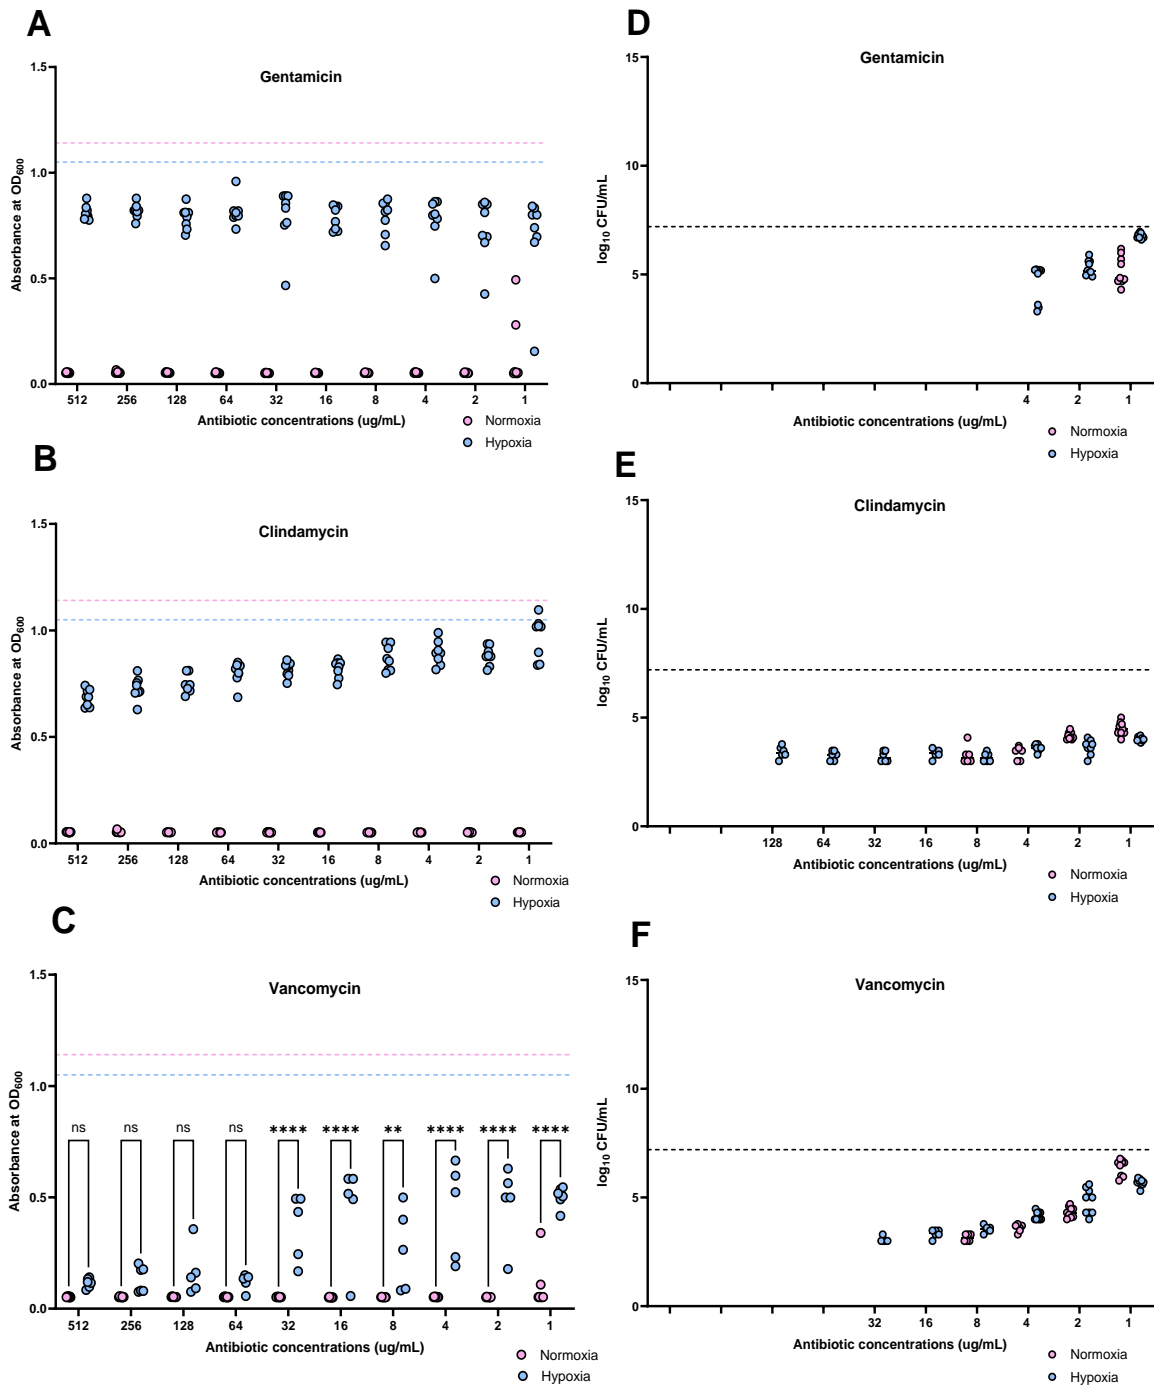 A
Gentamicin
1.5
1.0
0.5
0.0
Absorbance at OD600
512 256 128 64 32 16 8 4 2 1
Antibiotic concentrations (ug/mL)
Normoxia
Hypoxia
D
Gentamicin
15
10
5
0
log10 CFU/mL
4 2 1
Antibiotic concentrations (ug/mL)
Normoxia
Hypoxia
B
Clindamycin
1.5
1.0
0.5
0.0
Absorbance at OD600
512 256 128 64 32 16 8 4 2 1
Antibiotic concentrations (ug/mL)
Normoxia
Hypoxia
E
Clindamycin
15
10
5
0
log10 CFU/mL
128 64 32 16 8 4 2 1
Antibiotic concentrations (ug/mL)
Normoxia
Hypoxia
C
Vancomycin
1.5
1.0
0.5
0.0
Absorbance at OD600
ns ns ns ns **** **** ** **** **** ****
512 256 128 64 32 16 8 4 2 1
Antibiotic concentrations (ug/mL)
Normoxia
Hypoxia
F
Vancomycin
15
10
5
0
log10 CFU/mL
32 16 8 4 2 1
Antibiotic concentrations (ug/mL)
Normoxia
Hypoxia